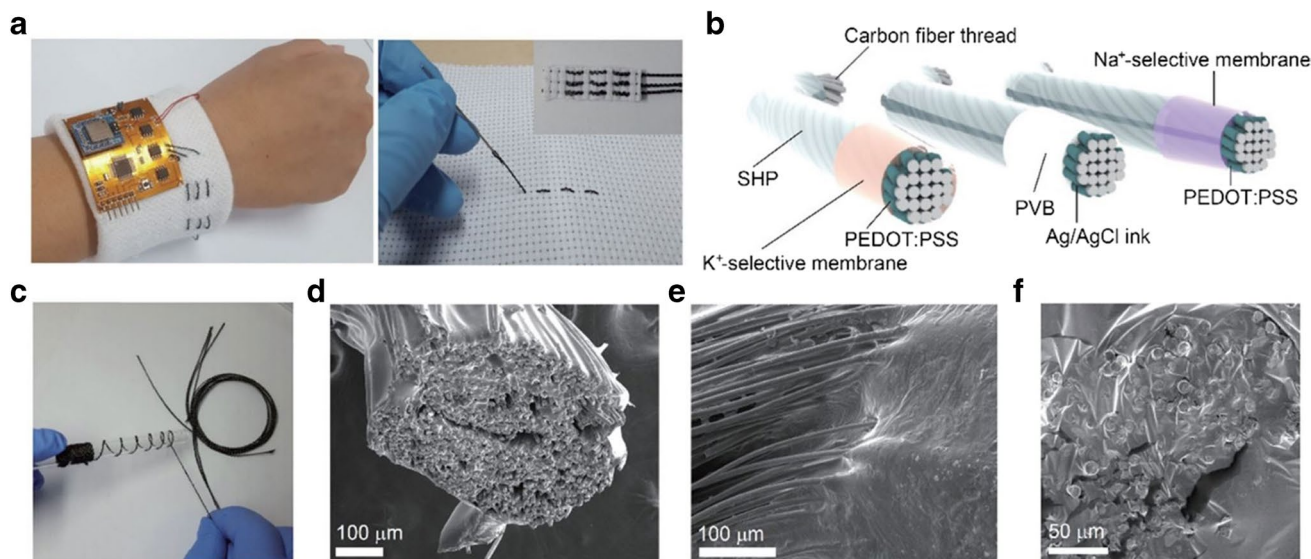 a
b
Carbon fiber thread
Na⁺-selective membrane
SHP
PVB
PEDOT:PSS
PEDOT:PSS
Ag/AgCl ink
K⁺-selective membrane
c
d
e
f
100 μm
100 μm
50 μm